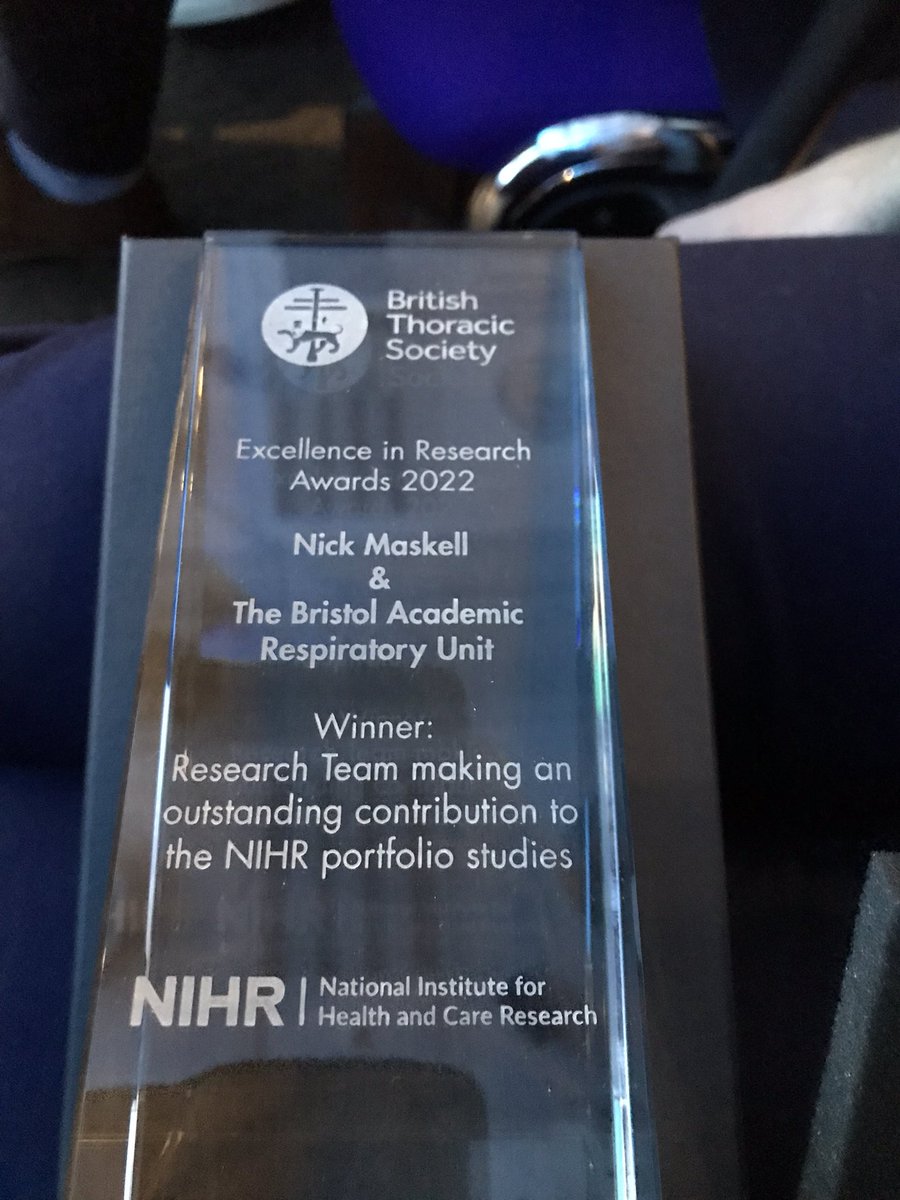 British
Thoracic
Society
Excellence in Research
Awards 2022
Nick Maskell
&
The Bristol Academic
Respiratory Unit
Winner:
Research Team making an
outstanding contribution to
the NIHR portfolio studies
NIHR | National Institute for
Health and Care Research